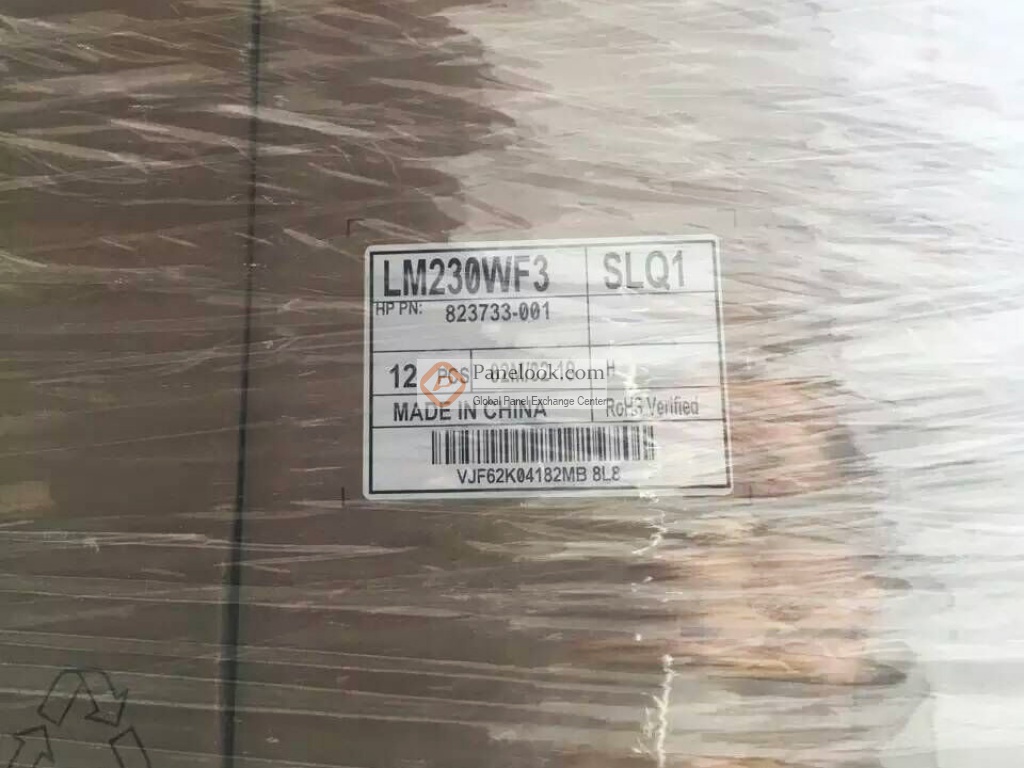 LM230WF3 SLQ1
HP PN: 823733-001
12 PCS H
Panelook.com
Global Panel Exchange Center
MADE IN CHINA RoHS Verified
VJF62K04182MB 8L8